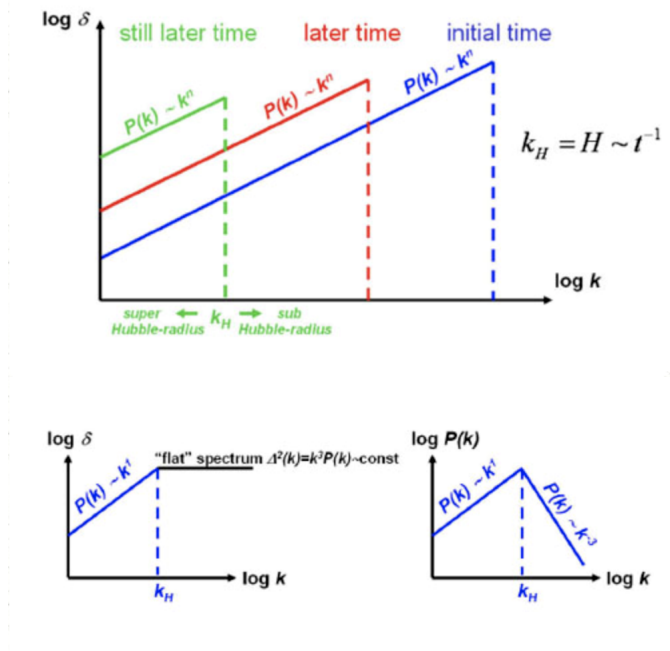 log δ
still later time
later time
initial time
P(k) ~ kⁿ
P(k) ~ kⁿ
P(k) ~ kⁿ
k_H = H ~ t⁻¹
log k
super ← k_H → sub
Hubble-radius Hubble-radius
log δ
"flat" spectrum Δ²(k)=k³P(k)~const
P(k) ~ k¹
log k
k_H
log P(k)
P(k) ~ k¹
P(k) ~ k⁻³
log k
k_H